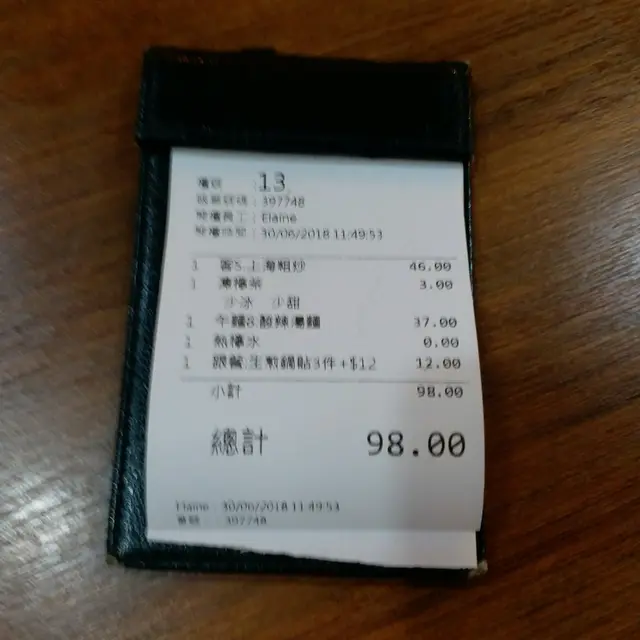 : 13
: 397748
: Elaine
: 30/06/2018 11:49:53
1 上海粗炒 46.00
1 凍檸茶 3.00
少冰 少甜
1 酸辣湯麵 37.00
1 熱檸水 0.00
1 跟餐 生煎鍋貼3件+$12 12.00
小計 98.00
總計 98.00
Elaine 30/06/2018 11:49:53
397748